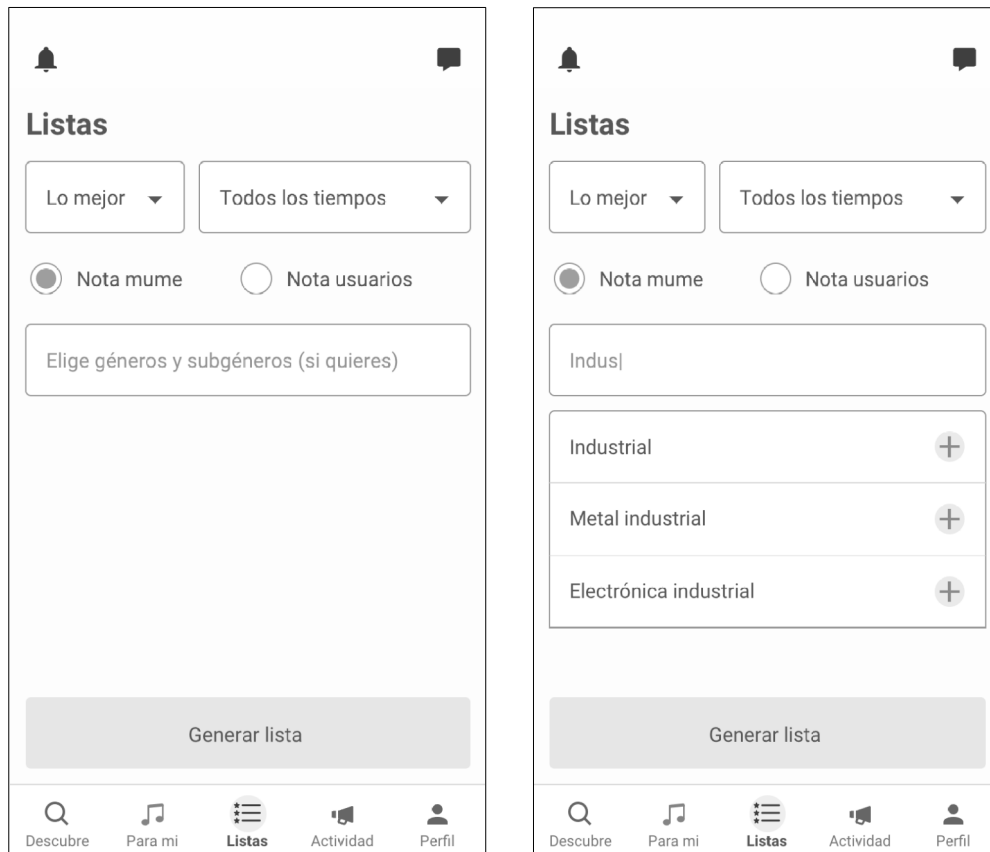 Listas
Lo mejor
Todos los tiempos
Nota mume
Nota usuarios
Elige géneros y subgéneros (si quieres)
Generar lista
Descubre
Para mi
Listas
Actividad
Perfil
Listas
Lo mejor
Todos los tiempos
Nota mume
Nota usuarios
Indus|
Industrial
Metal industrial
Electrónica industrial
Generar lista
Descubre
Para mi
Listas
Actividad
Perfil